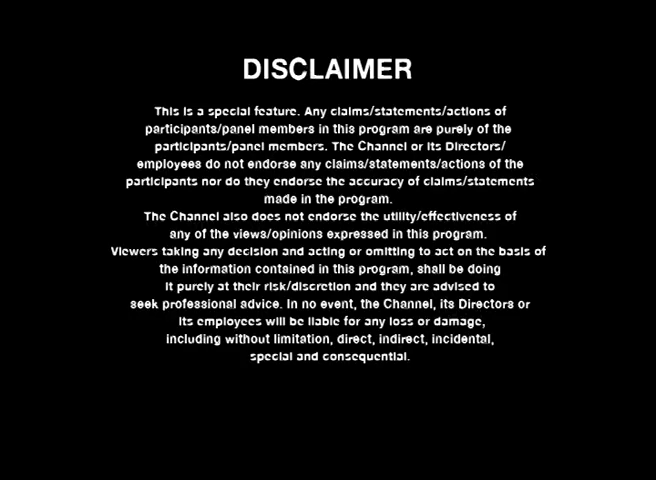 DISCLAIMER
This is a special feature. Any claims/statements/actions of
participants/panel members in this program are purely of the
participants/panel members. The Channel or its Directors/
employees do not endorse any claims/statements/actions of the
participants nor do they endorse the accuracy of claims/statements
made in the program.
The Channel also does not endorse the utility/effectiveness of
any of the views/opinions expressed in this program.
Viewers taking any decision and acting or omitting to act on the basis of
the information contained in this program, shall be doing
it purely at their risk/discretion and they are advised to
seek professional advice. In no event, the Channel, its Directors or
its employees will be liable for any loss or damage,
including without limitation, direct, indirect, incidental,
special and consequential.